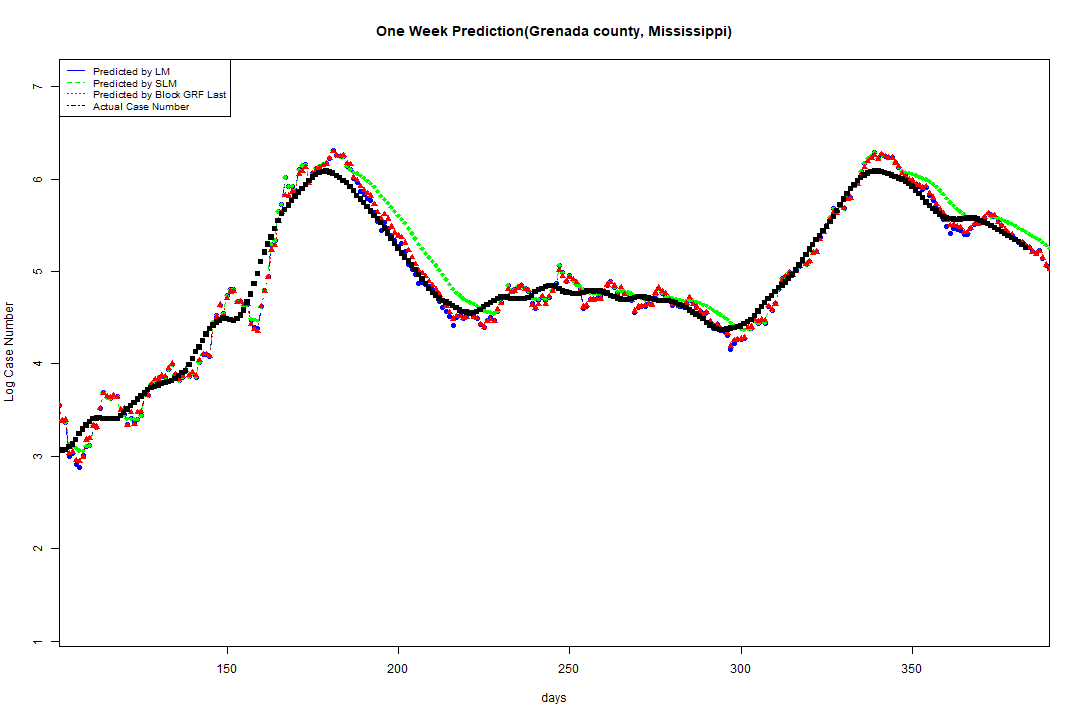 One Week Prediction(Grenada county, Mississippi)
Predicted by LM
Predicted by SLM
Predicted by Block GRF Last
Actual Case Number
7
6
5
4
3
2
1
Log Case Number
150
200
250
300
350
days